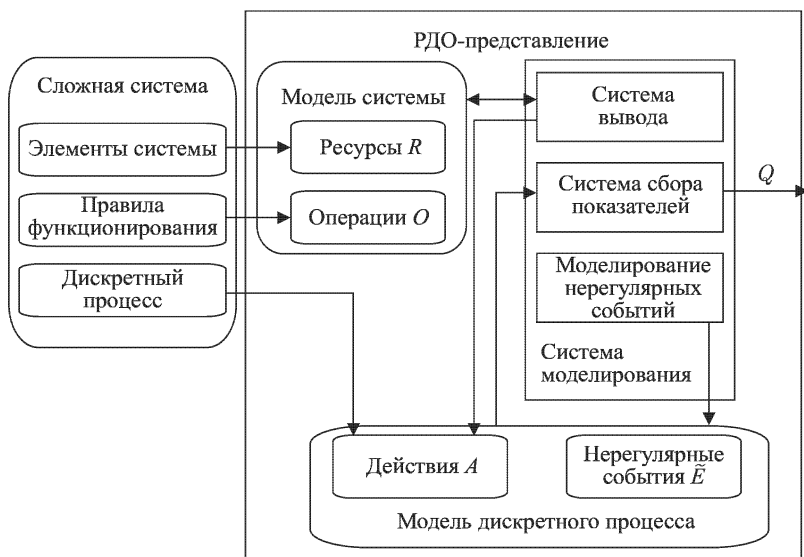 РДО-представление
Сложная система
Элементы системы
Правила
функционирования
Дискретный
процесс
Модель системы
Ресурсы R
Операции O
Система
вывода
Система сбора
показателей
Q
Моделирование
нерегулярных
событий
Система
моделирования
Действия A
Нерегулярные
события Ẽ
Модель дискретного процесса